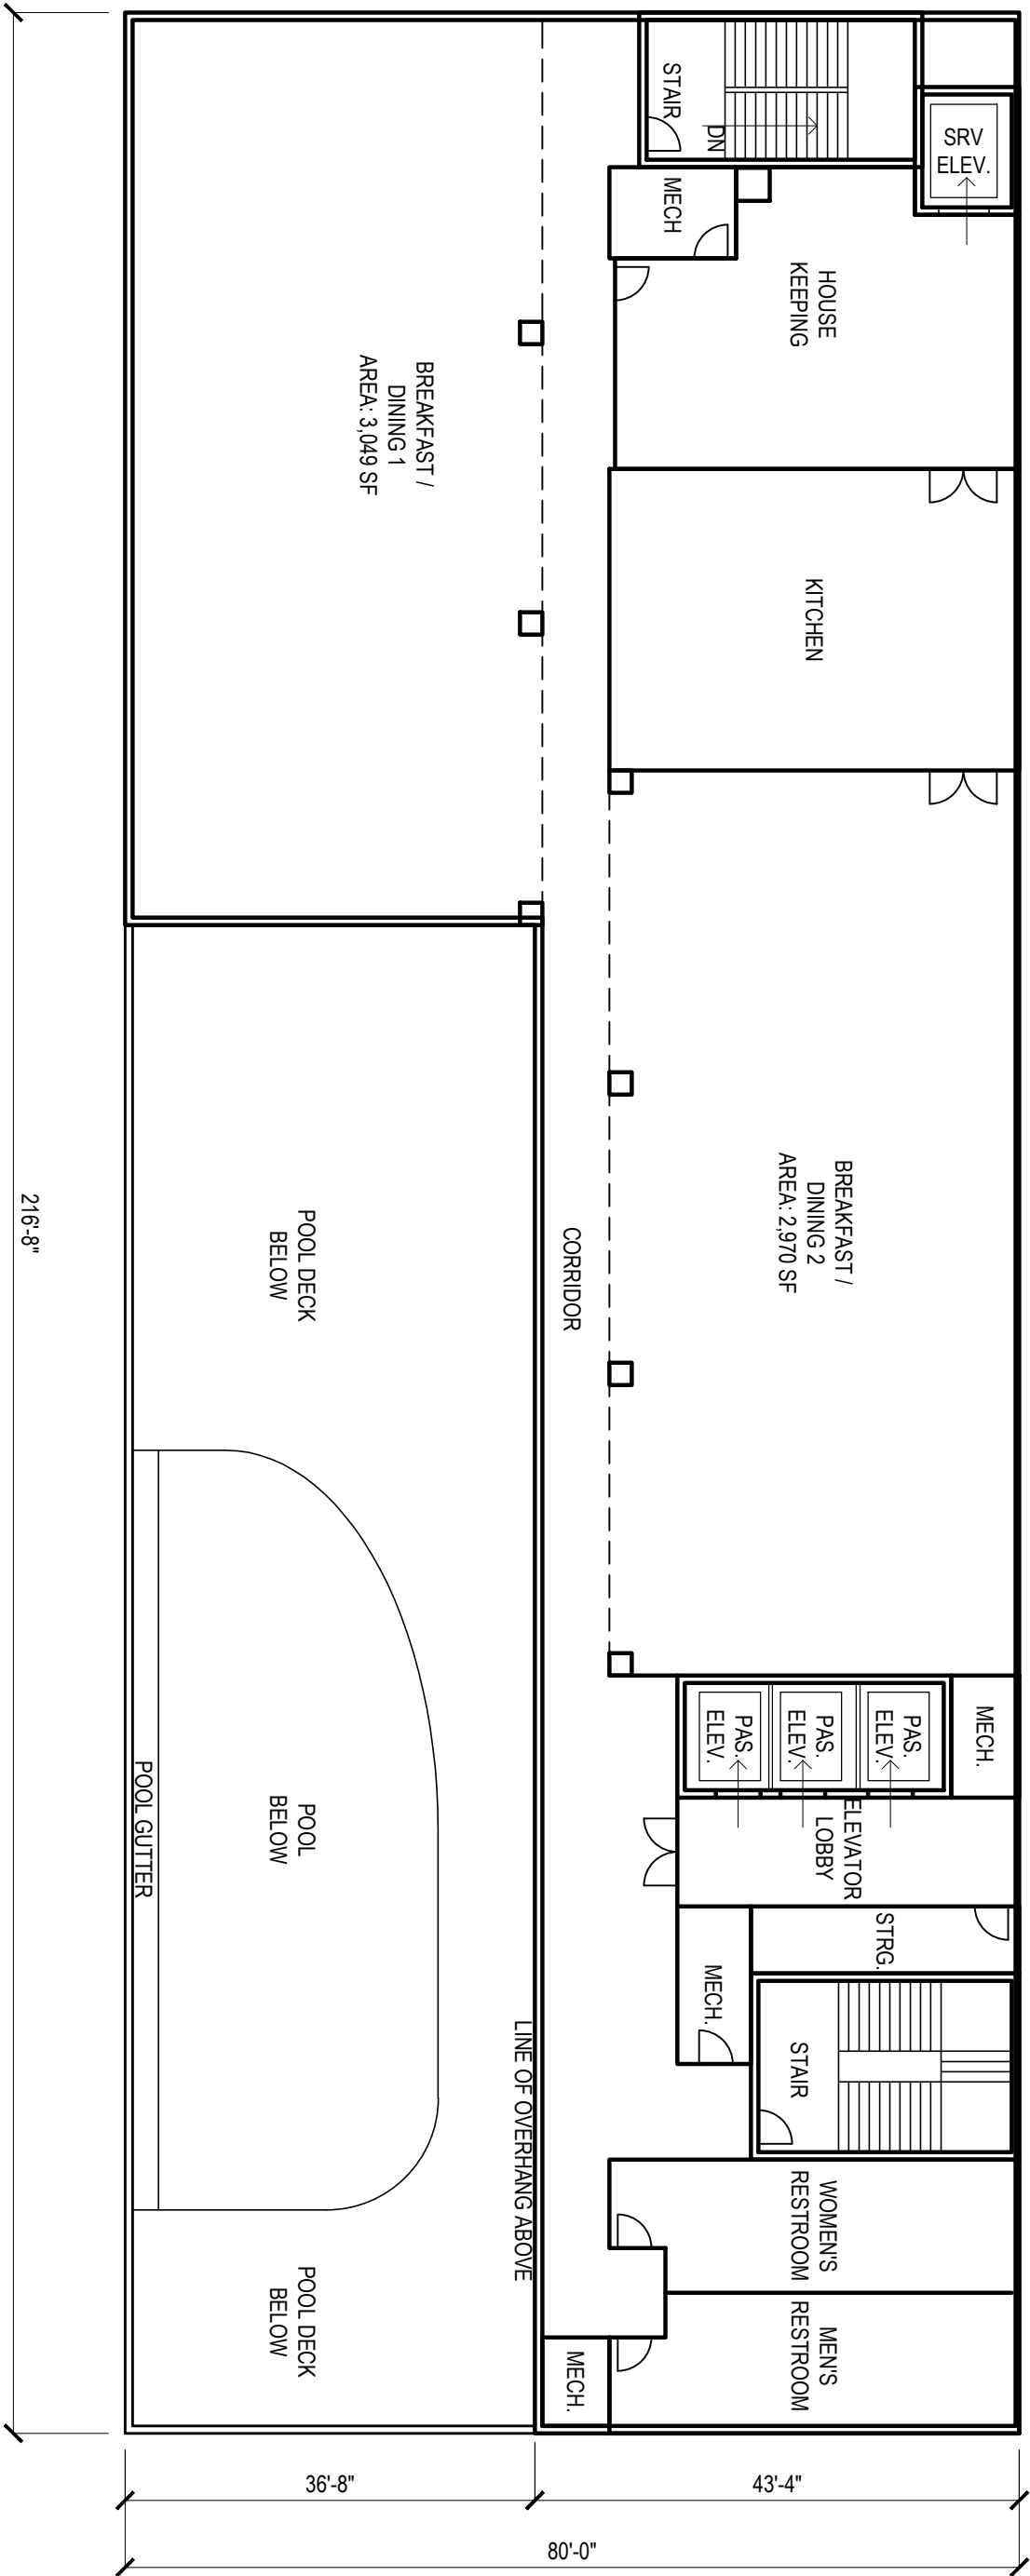 SRV
ELEV.
STAIR
DN
MECH
HOUSE
KEEPING
BREAKFAST /
DINING 1
AREA: 3,049 SF
KITCHEN
BREAKFAST /
DINING 2
AREA: 2,970 SF
POOL DECK
BELOW
CORRIDOR
216'-8"
MECH.
PAS.
ELEV.
PAS.
ELEV.
PAS.
ELEV.
ELEVATOR
LOBBY
POOL
BELOW
POOL GUTTER
STRG.
MECH.
STAIR
LINE OF OVERHANG ABOVE
WOMEN'S
RESTROOM
MEN'S
RESTROOM
POOL DECK
BELOW
MECH.
36'-8"
43'-4"
80'-0"